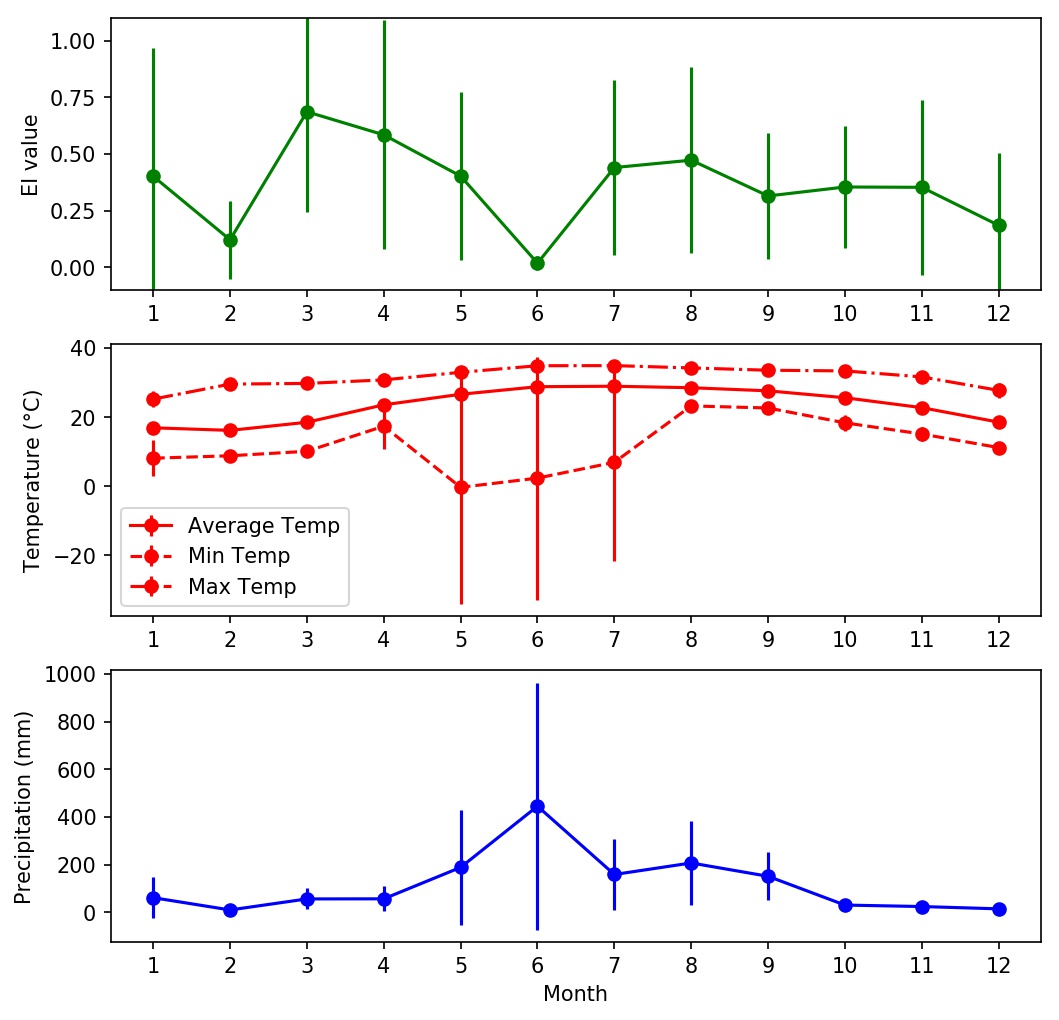 EI value
1.00
0.75
0.50
0.25
0.00
1 2 3 4 5 6 7 8 9 10 11 12
Temperature (°C)
40
20
0
−20
Average Temp
Min Temp
Max Temp
1 2 3 4 5 6 7 8 9 10 11 12
Precipitation (mm)
1000
800
600
400
200
0
1 2 3 4 5 6 7 8 9 10 11 12
Month